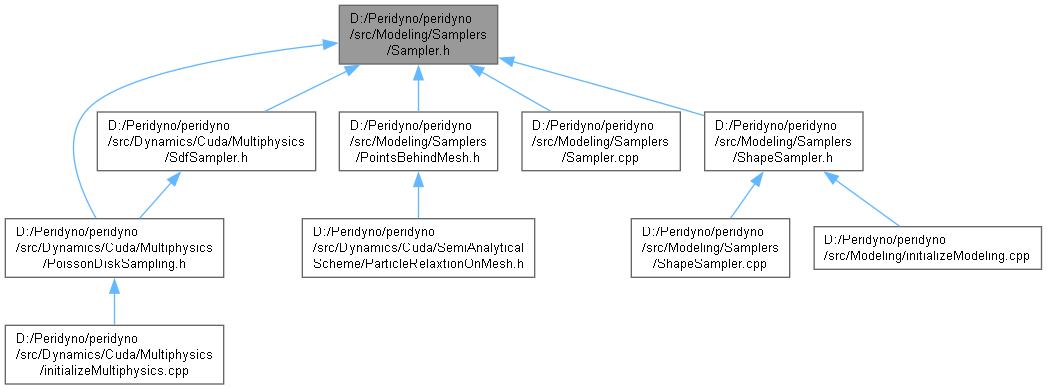 D:/Peridyno/peridyno
/src/Modeling/Samplers
/Sampler.h
D:/Peridyno/peridyno
/src/Dynamics/Cuda/Multiphysics
/SdfSampler.h
D:/Peridyno/peridyno
/src/Modeling/Samplers
/PointsBehindMesh.h
D:/Peridyno/peridyno
/src/Modeling/Samplers
/Sampler.cpp
D:/Peridyno/peridyno
/src/Modeling/Samplers
/ShapeSampler.h
D:/Peridyno/peridyno
/src/Dynamics/Cuda/Multiphysics
/PoissonDiskSampling.h
D:/Peridyno/peridyno
/src/Dynamics/Cuda/SemiAnalytical
Scheme/ParticleRelaxtionOnMesh.h
D:/Peridyno/peridyno
/src/Modeling/Samplers
/ShapeSampler.cpp
D:/Peridyno/peridyno
/src/Modeling/initializeModeling.cpp
D:/Peridyno/peridyno
/src/Dynamics/Cuda/Multiphysics
/initializeMultiphysics.cpp